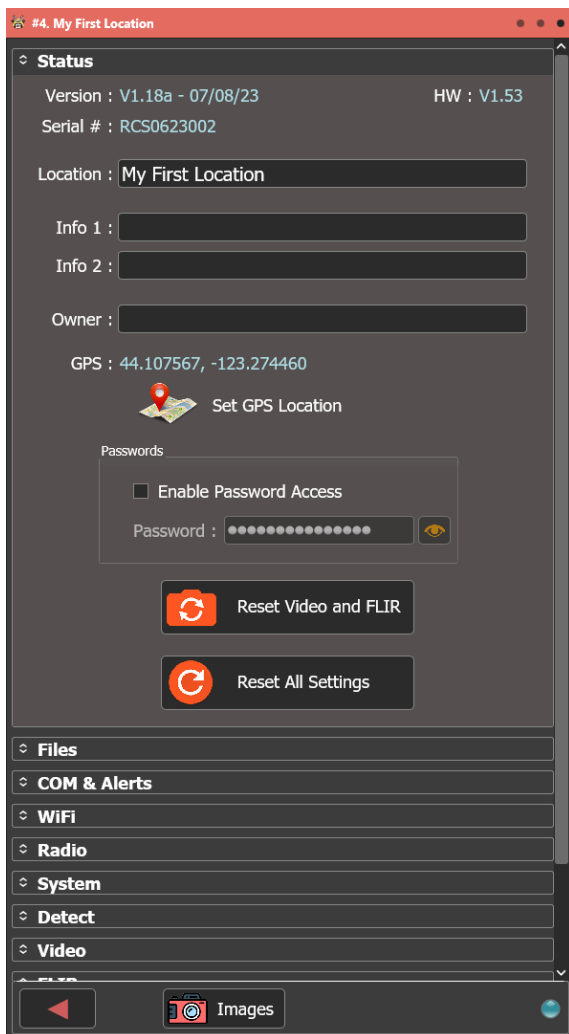 #4. My First Location
Status
Version : V1.18a - 07/08/23 HW : V1.53
Serial # : RCS0623002
Location : My First Location
Info 1 :
Info 2 :
Owner :
GPS : 44.107567, -123.274460
Set GPS Location
Passwords
Enable Password Access
Password : ●●●●●●●●●●●●●●●
Reset Video and FLIR
Reset All Settings
Files
COM & Alerts
WiFi
Radio
System
Detect
Video
FLIR
Images